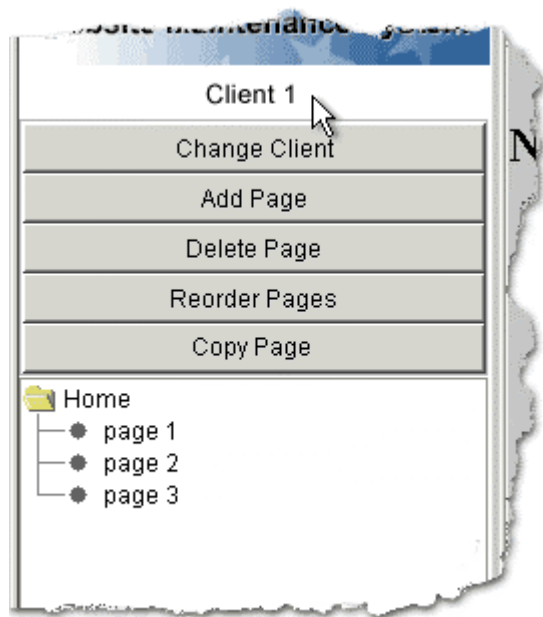 Client 1
Change Client
N
Add Page
Delete Page
Reorder Pages
Copy Page
Home
page 1
page 2
page 3